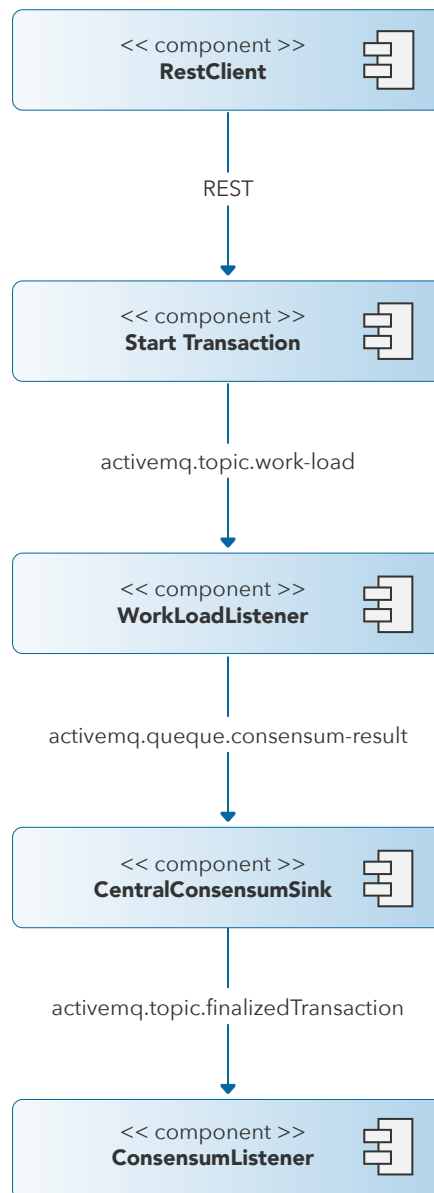 << component >>
RestClient
REST
<< component >>
Start Transaction
activemq.topic.work-load
<< component >>
WorkLoadListener
activemq.queque.consensum-result
<< component >>
CentralConsensumSink
activemq.topic.finalizedTransaction
<< component >>
ConsensumListener